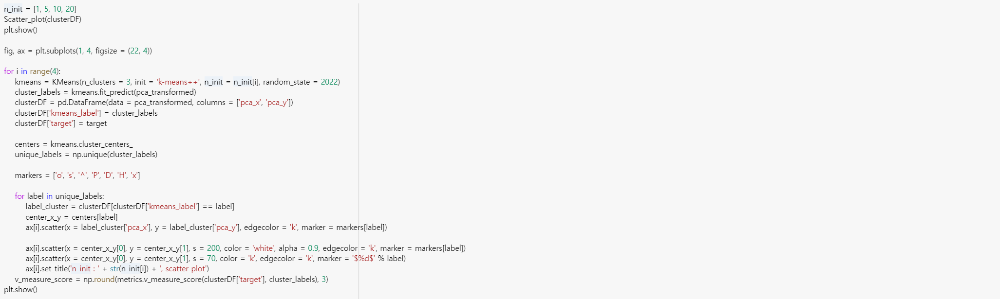 n_init = [1, 5, 10, 20]
Scatter_plot(clusterDF)
plt.show()
fig, ax = plt.subplots(1, 4, figsize = (22, 4))
for i in range(4):
kmeans = KMeans(n_clusters = 3, init = 'k-means++', n_init = n_init[i], random_state = 2022)
cluster_labels = kmeans.fit_predict(pca_transformed)
clusterDF = pd.DataFrame(data = pca_transformed, columns = ['pca_x', 'pca_y'])
clusterDF['kmeans_label'] = cluster_labels
clusterDF['target'] = target
centers = kmeans.cluster_centers_
unique_labels = np.unique(cluster_labels)
markers = ['o', 's', '^', 'P', 'D', 'H', 'x']
for label in unique_labels:
label_cluster = clusterDF[clusterDF['kmeans_label'] == label]
center_x_y = centers[label]
ax[i].scatter(x = label_cluster['pca_x'], y = label_cluster['pca_y'], edgecolor = 'k', marker = markers[label])
ax[i].scatter(x = center_x_y[0], y = center_x_y[1], s = 200, color = 'white', alpha = 0.9, edgecolor = 'k', marker = markers[label])
ax[i].scatter(x = center_x_y[0], y = center_x_y[1], s = 70, color = 'k', edgecolor = 'k', marker = '$%d$' % label)
ax[i].set_title('n_init : ' + str(n_init[i]) + ', scatter plot')
v_measure_score = np.round(metrics.v_measure_score(clusterDF['target'], cluster_labels), 3)
plt.show()